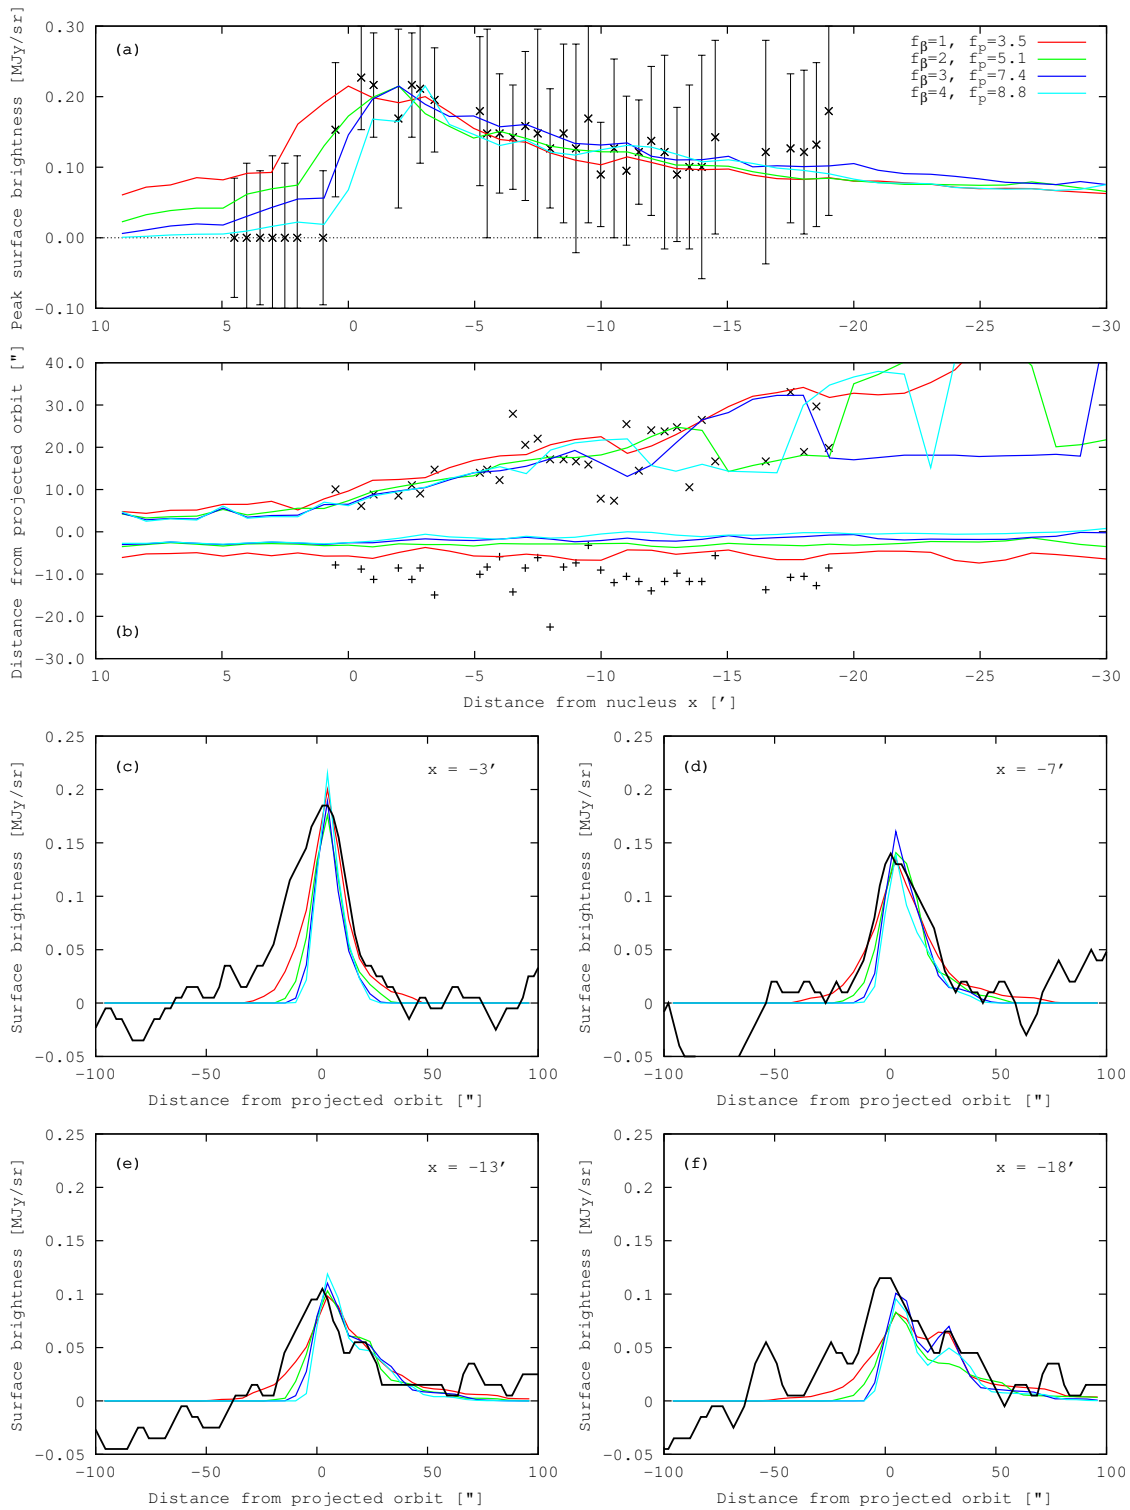 Peak surface brightness [MJy/sr]
(a)
f_β=1, f_p=3.5
f_β=2, f_p=5.1
f_β=3, f_p=7.4
f_β=4, f_p=8.8
0.30
0.20
0.10
0.00
-0.10
10 5 0 -5 -10 -15 -20 -25 -30
Distance from projected orbit ["]
(b)
40.0
30.0
20.0
10.0
0.0
-10.0
-20.0
-30.0
10 5 0 -5 -10 -15 -20 -25 -30
Distance from nucleus x [']
Surface brightness [MJy/sr]
(c)
x = -3'
0.25
0.2
0.15
0.1
0.05
0
-0.05
-100 -50 0 50 100
Distance from projected orbit ["]
Surface brightness [MJy/sr]
(d)
x = -7'
0.25
0.2
0.15
0.1
0.05
0
-0.05
-100 -50 0 50 100
Distance from projected orbit ["]
Surface brightness [MJy/sr]
(e)
x = -13'
0.25
0.2
0.15
0.1
0.05
0
-0.05
-100 -50 0 50 100
Distance from projected orbit ["]
Surface brightness [MJy/sr]
(f)
x = -18'
0.25
0.2
0.15
0.1
0.05
0
-0.05
-100 -50 0 50 100
Distance from projected orbit ["]